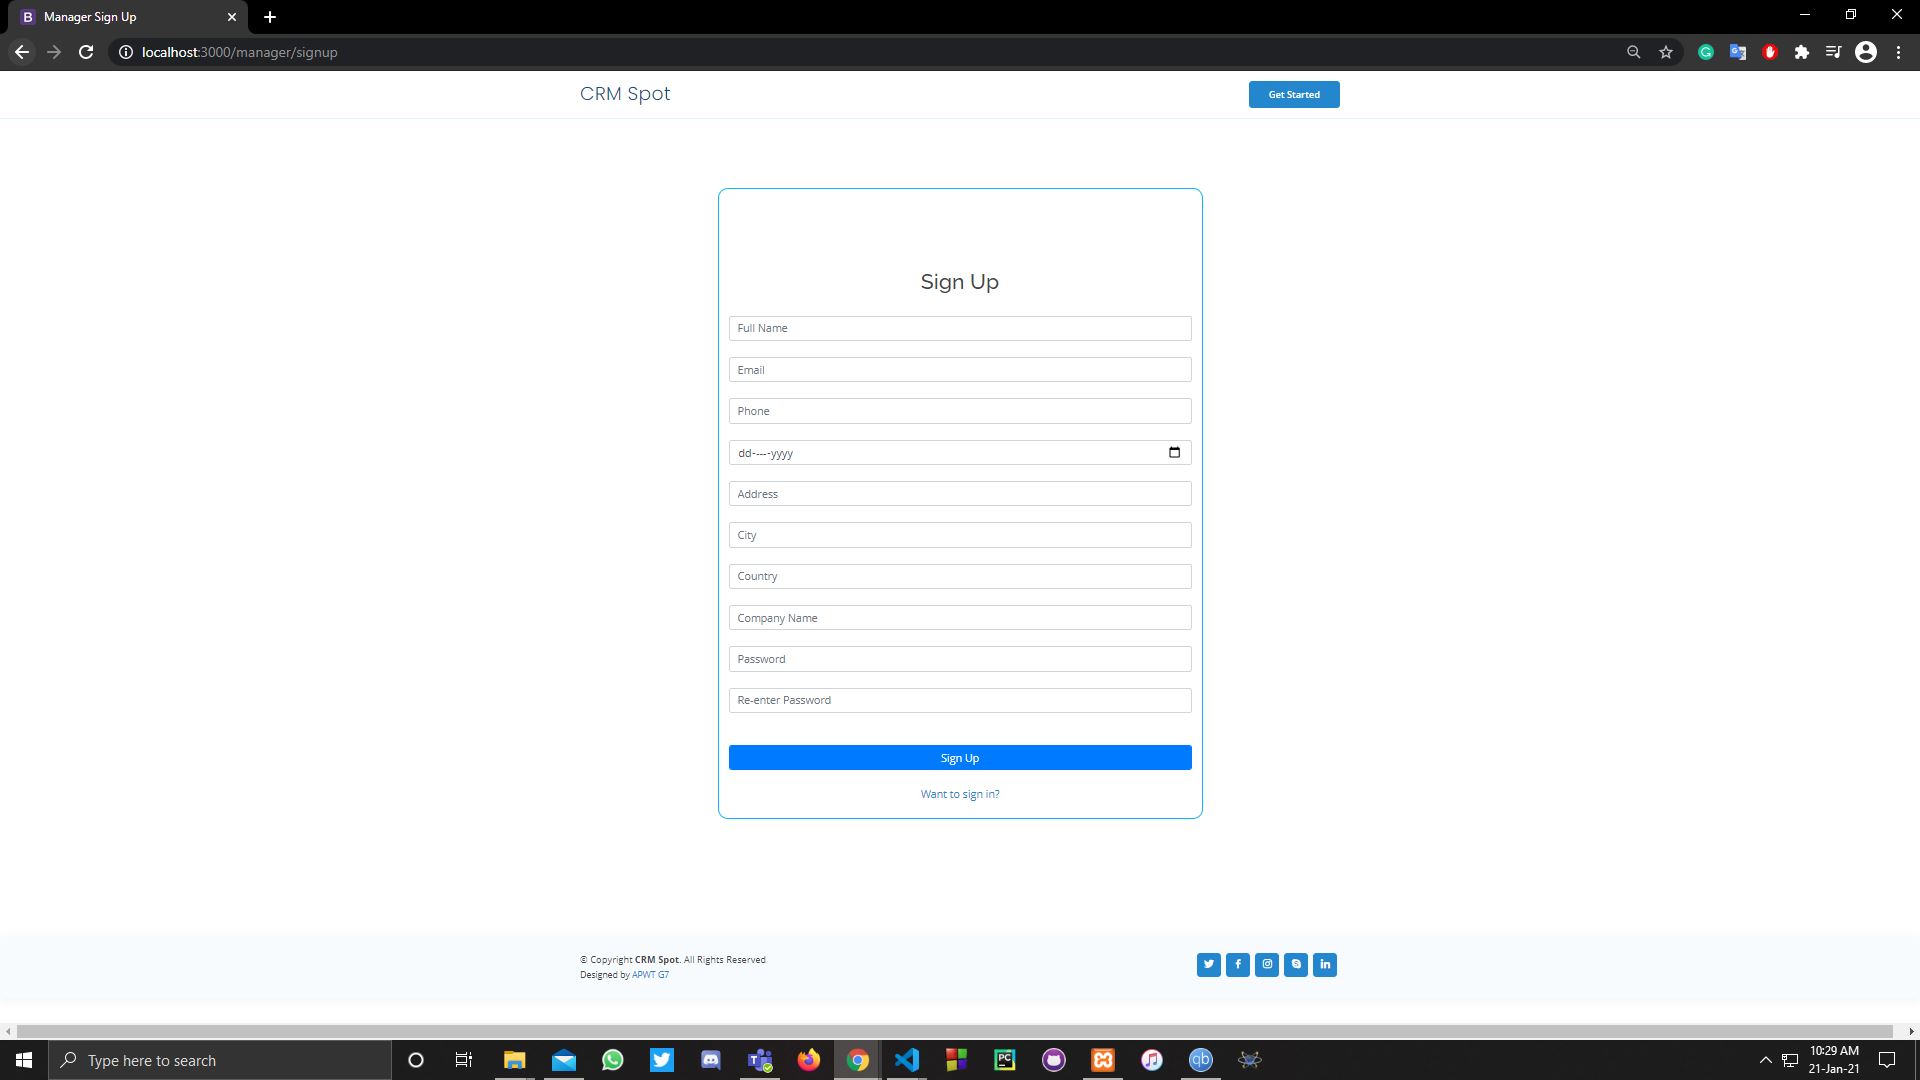 Manager Sign Up
localhost:3000/manager/signup
CRM Spot
Get Started
Sign Up
Full Name
Email
Phone
dd----yyyy
Address
City
Country
Company Name
Password
Re-enter Password
Sign Up
Want to sign in?
© Copyright CRM Spot. All Rights Reserved
Designed by APWT G7
Type here to search
10:29 AM
21-Jan-21